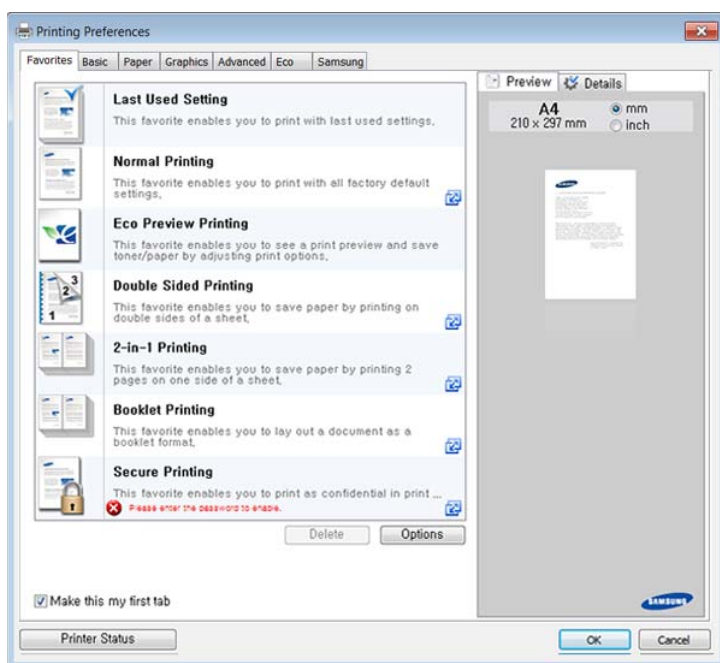 Printing Preferences
Favorites Basic Paper Graphics Advanced Eco Samsung
Last Used Setting
This favorite enables you to print with last used settings.
Normal Printing
This favorite enables you to print with all factory default
settings.
Eco Preview Printing
This favorite enables you to see a print preview and save
toner/paper by adjusting print options.
Double Sided Printing
This favorite enables you to save paper by printing on
double sides of a sheet.
2-in-1 Printing
This favorite enables you to save paper by printing 2
pages on one side of a sheet.
Booklet Printing
This favorite enables you to lay out a document as a
booklet format.
Secure Printing
This favorite enables you to print as confidential in print ...
Please enter the password to enable.
Delete Options
Make this my first tab
Preview Details
A4 mm
210 x 297 mm inch
3
2
1
SAMSUNG
Printer Status OK Cancel